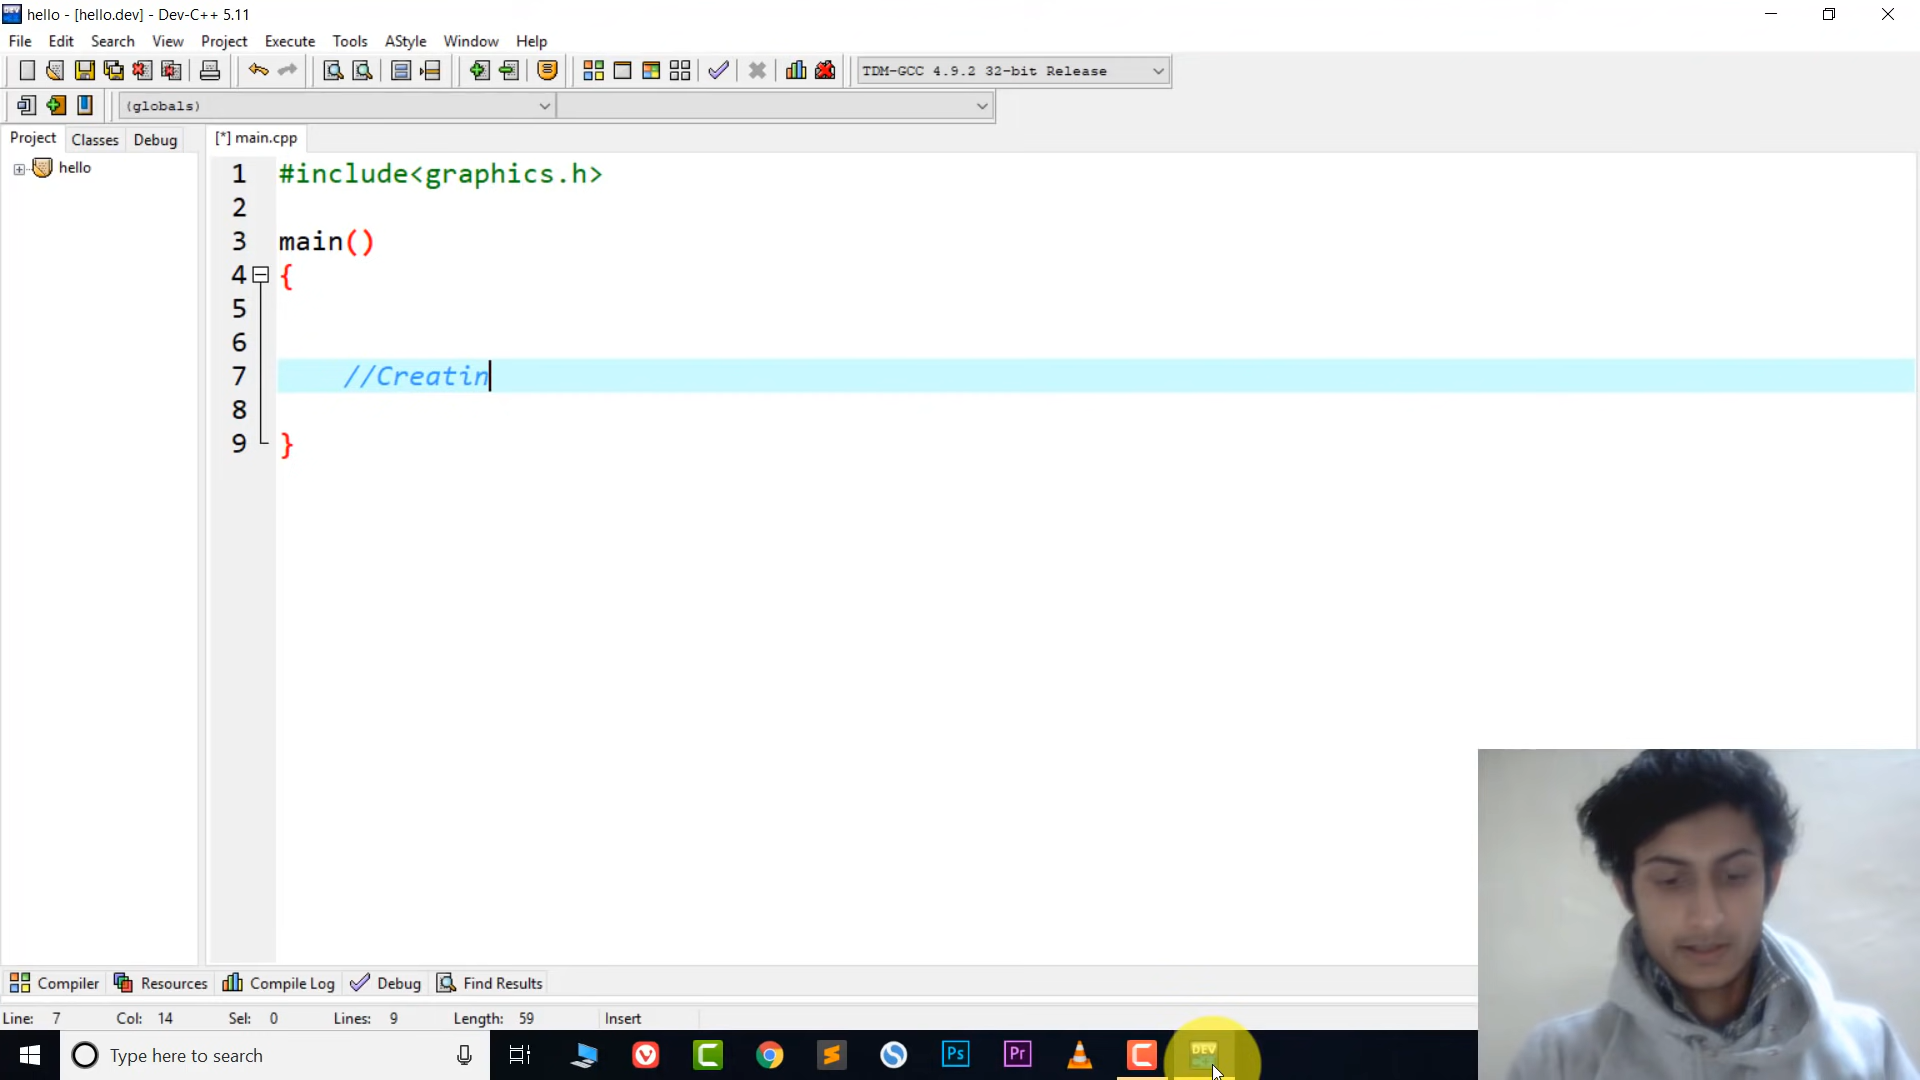 hello - [hello.dev] - Dev-C++ 5.11
File Edit Search View Project Execute Tools AStyle Window Help
TDM-GCC 4.9.2 32-bit Release
(globals)
Project Classes Debug [*] main.cpp
hello
1 #include<graphics.h>
2
3 main()
4 {
5
6
7 //Creatin
8
9 }
Compiler Resources Compile Log Debug Find Results
Line: 7 Col: 14 Sel: 0 Lines: 9 Length: 59 Insert
Type here to search Ps Pr DEV